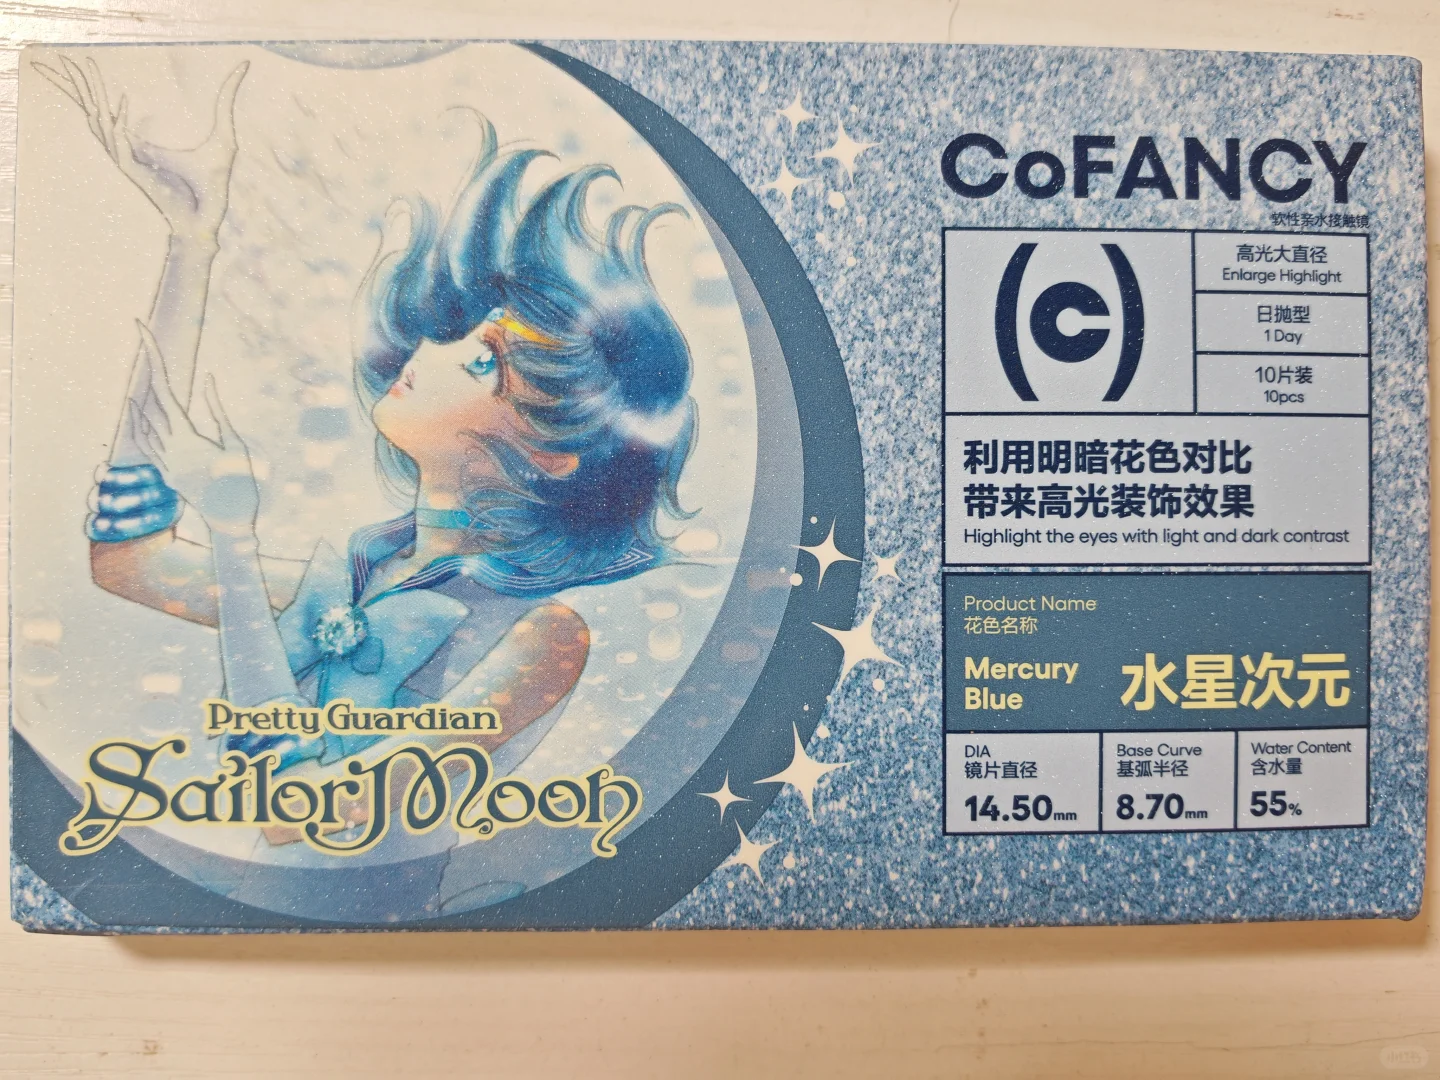 Pretty Guardian
Sailor Moon
CoFANCY
软性亲水接触镜
(c)
高光大直径
Enlarge Highlight
日抛型
1 Day
10片装
10pcs
利用明暗花色对比
带来高光装饰效果
Highlight the eyes with light and dark contrast
Product Name
花色名称
Mercury
Blue
水星次元
DIA
镜片直径
14.50mm
Base Curve
基弧半径
8.70mm
Water Content
含水量
55%